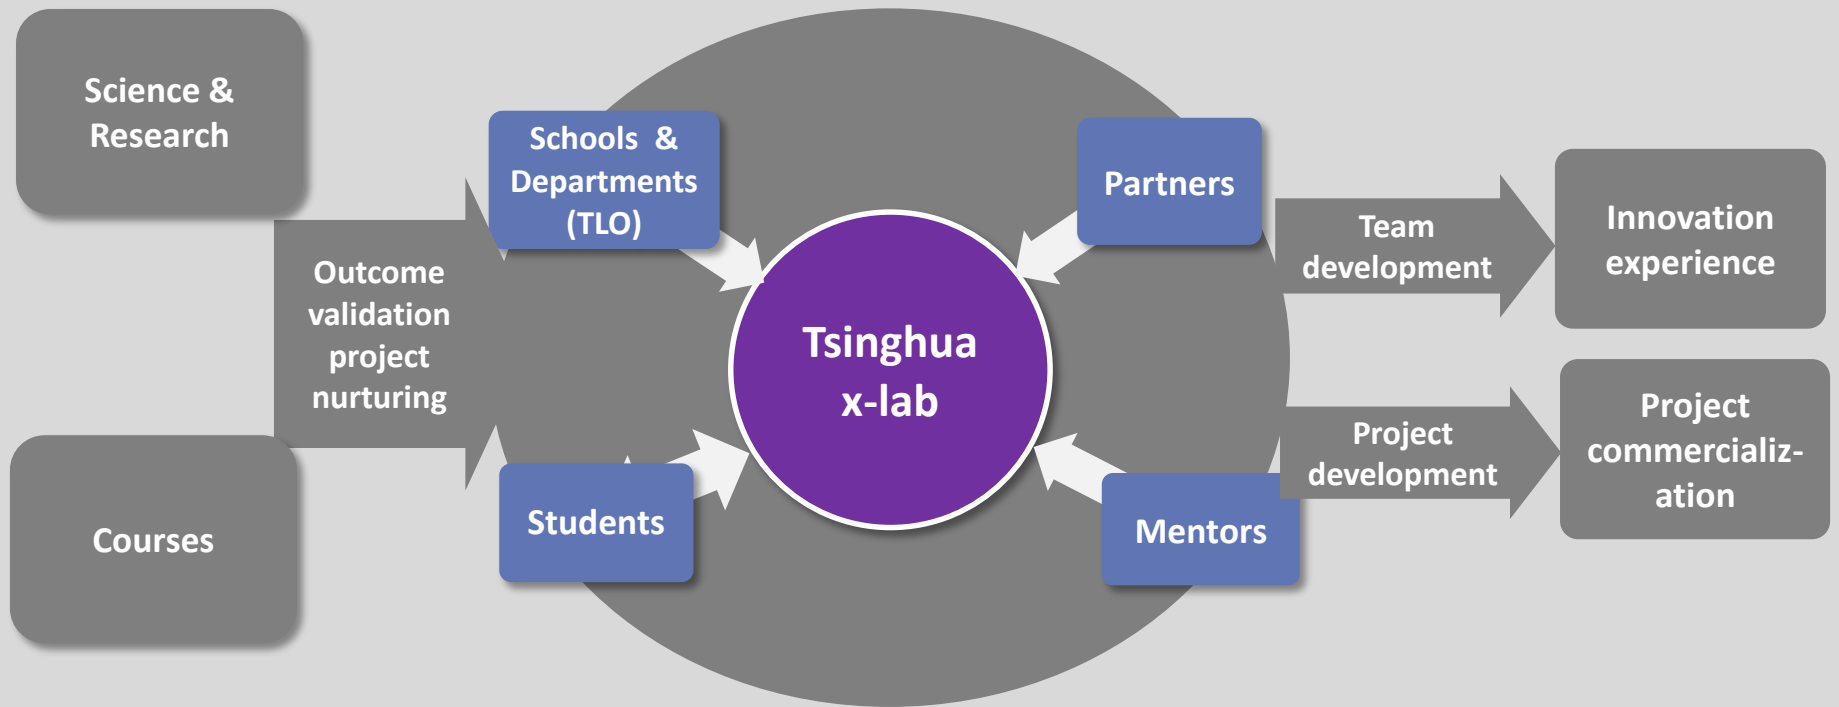 Science &
Research
Courses
Outcome
validation
project
nurturing
Schools &
Departments
(TLO)
Students
Tsinghua
x-lab
Partners
Mentors
Team
development
Project
development
Innovation
experience
Project
commercializ-
ation